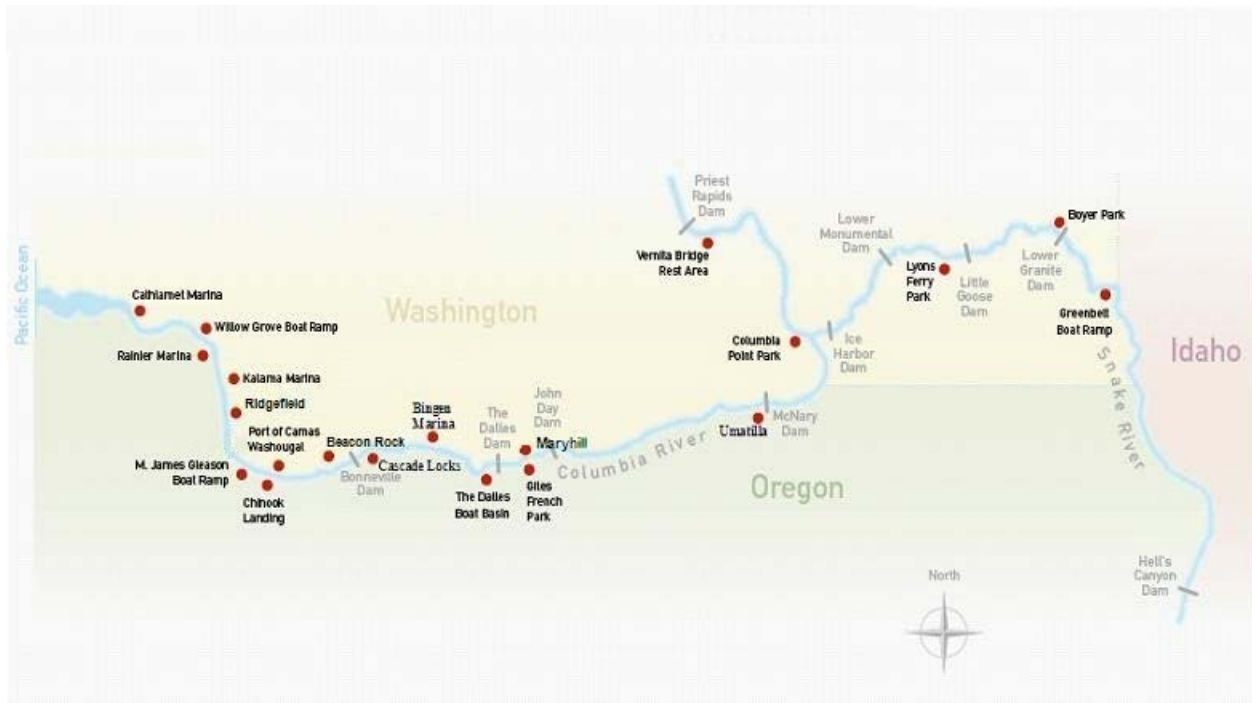 Priest
Rapids
Dam
Vernita Bridge
Rest Area
Lower
Monumental
Dam
Boyer Park
Lyons
Ferry
Park
Little
Goose
Dam
Lower
Granite
Dam
Greenbelt
Boat Ramp
Pacific Ocean
Cathlamet Marina
Washington
Willow Grove Boat Ramp
Rainier Marina
Columbia
Point Park
Ice
Harbor
Dam
Idaho
Snake River
Kalama Marina
Ridgefield
Bingen
Marina
The
Dalles
Dam
John
Day
Dam
McNary
Dam
Umatilla
Port of Camas
Washougal
Beacon Rock
Maryhill
Columbia River
M. James Gleason
Boat Ramp
Bonneville
Dam
Cascade Locks
Oregon
Chinook
Landing
The Dalles
Boat Basin
Giles
French
Park
Hell's
Canyon
Dam
North